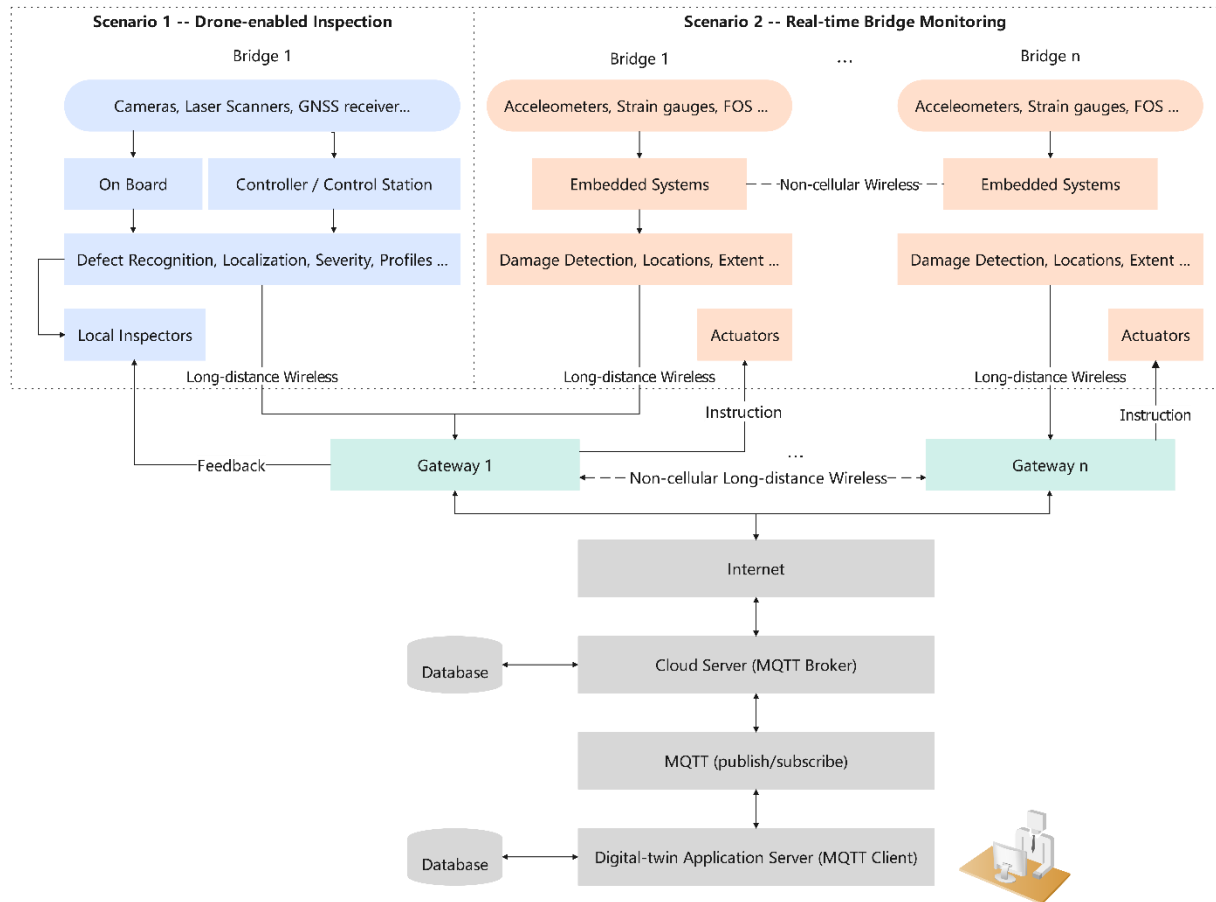 Scenario 1 -- Drone-enabled Inspection
Scenario 2 -- Real-time Bridge Monitoring
Bridge 1
Bridge 1
...
Bridge n
Cameras, Laser Scanners, GNSS receiver...
Acceleometers, Strain gauges, FOS ...
Acceleometers, Strain gauges, FOS ...
On Board
Controller / Control Station
Embedded Systems
Non-cellular Wireless
Embedded Systems
Defect Recognition, Localization, Severity, Profiles ...
Damage Detection, Locations, Extent ...
Damage Detection, Locations, Extent ...
Local Inspectors
Actuators
Actuators
Long-distance Wireless
Long-distance Wireless
Long-distance Wireless
Instruction
Instruction
Feedback
Gateway 1
...
Gateway n
Non-cellular Long-distance Wireless
Internet
Database
Cloud Server (MQTT Broker)
MQTT (publish/subscribe)
Database
Digital-twin Application Server (MQTT Client)